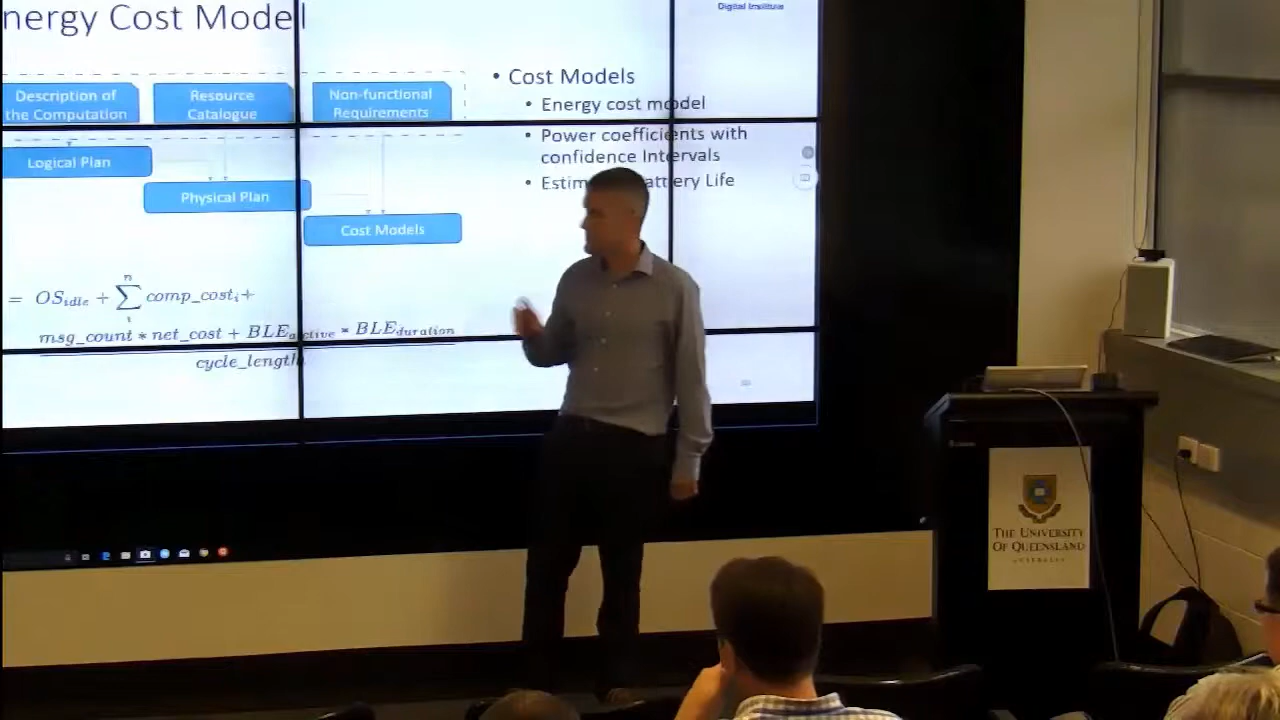 nergy Cost Model
Digital Institute
Description of
the Computation
Resource
Catalogue
Non-functional
Requirements
Logical Plan
Physical Plan
Cost Models
• Cost Models
• Energy cost model
• Power coefficients with
confidence Intervals
• Estim attery Life
= OS_idle + ∑ n i comp_cost_i +
msg_count * net_cost + BLE_active * BLE_duration
cycle_length
THE UNIVERSITY
OF QUEENSLAND
AUSTRALIA